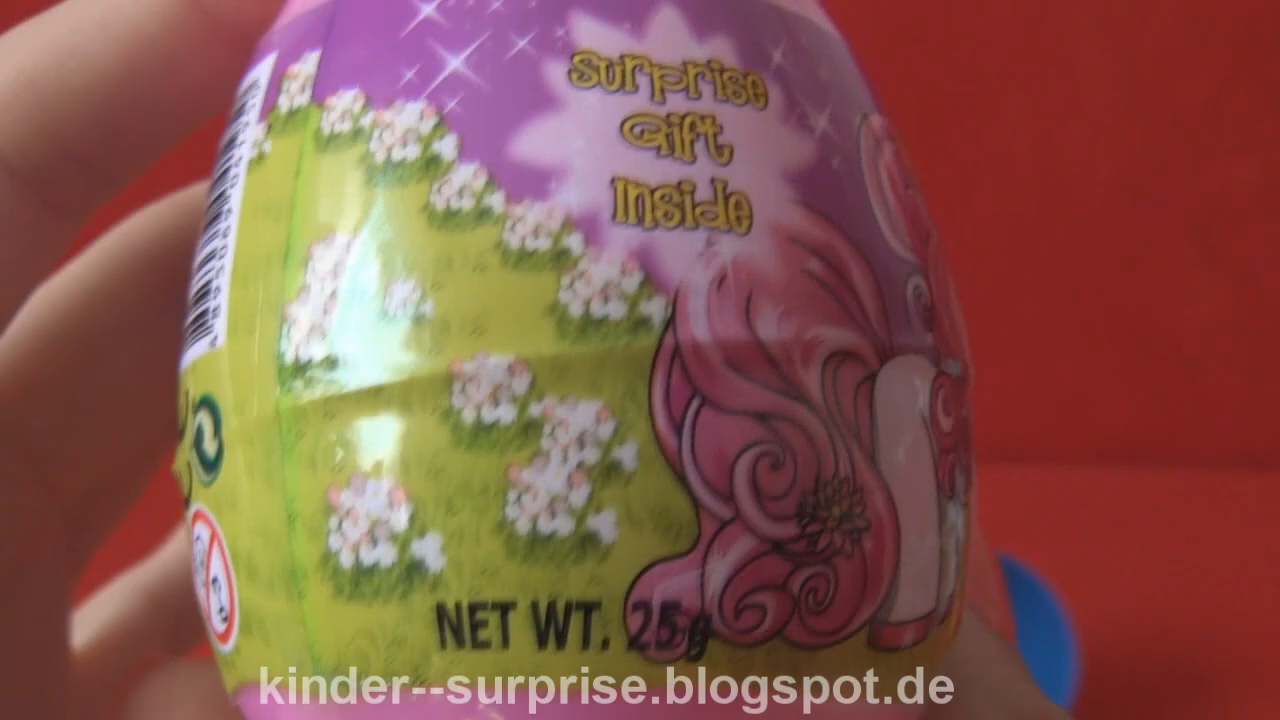 Surprise
Gift
Inside
NET WT. 25g
kinder--surprise.blogspot.de